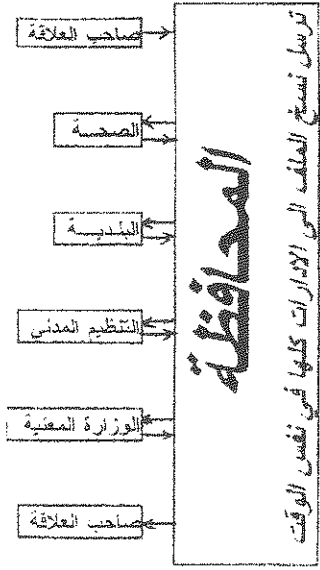 صاحب العلاقة
الصحة
البلدية
التنظيم المدني
الوزارة المعنية
صاحب العلاقة
المحافظة
ترسل نسخ الملف الى الادارات كلها في نفس الوقت